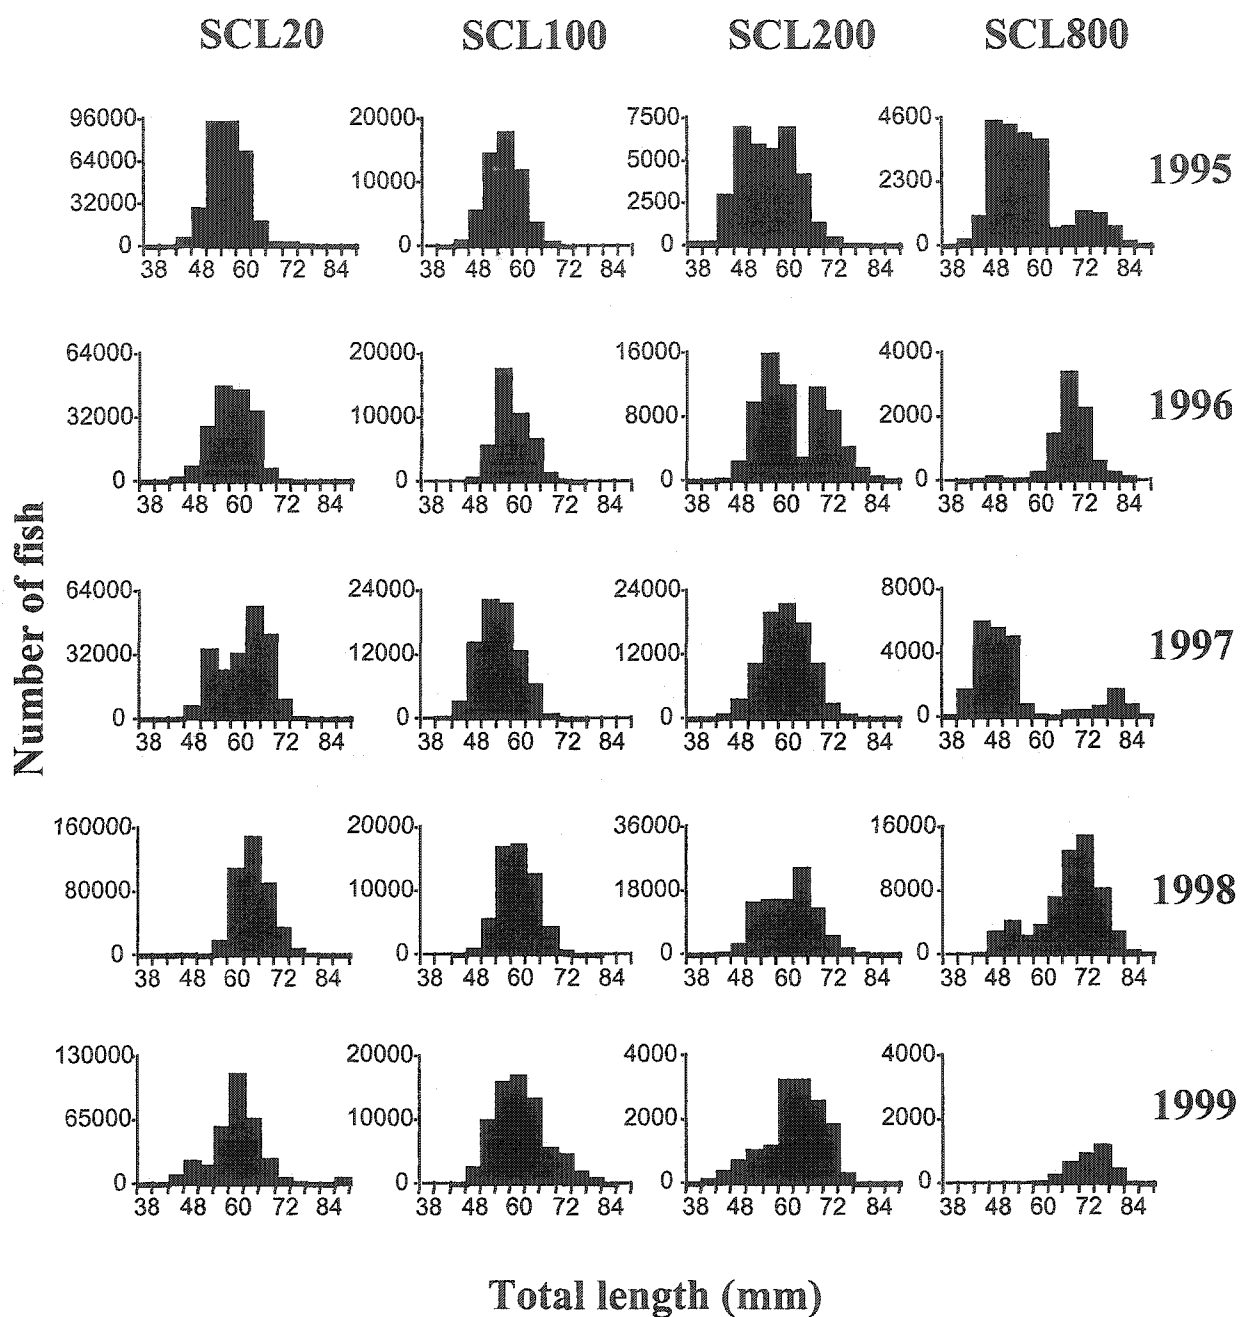 SCL20 SCL100 SCL200 SCL800
96000 20000 7500 4600
64000 10000 5000 2300 1995
32000 2500
0 0 0 0
38 48 60 72 84 38 48 60 72 84 38 48 60 72 84 38 48 60 72 84
64000 20000 16000 4000
32000 10000 8000 2000 1996
0 0 0 0
38 48 60 72 84 38 48 60 72 84 38 48 60 72 84 38 48 60 72 84
Number of fish
64000 24000 24000 8000
32000 12000 12000 4000 1997
0 0 0 0
38 48 60 72 84 38 48 60 72 84 38 48 60 72 84 38 48 60 72 84
160000 20000 36000 16000
80000 10000 18000 8000 1998
0 0 0 0
38 48 60 72 84 38 48 60 72 84 38 48 60 72 84 38 48 60 72 84
130000 20000 4000 4000
65000 10000 2000 2000 1999
0 0 0 0
38 48 60 72 84 38 48 60 72 84 38 48 60 72 84 38 48 60 72 84
Total length (mm)